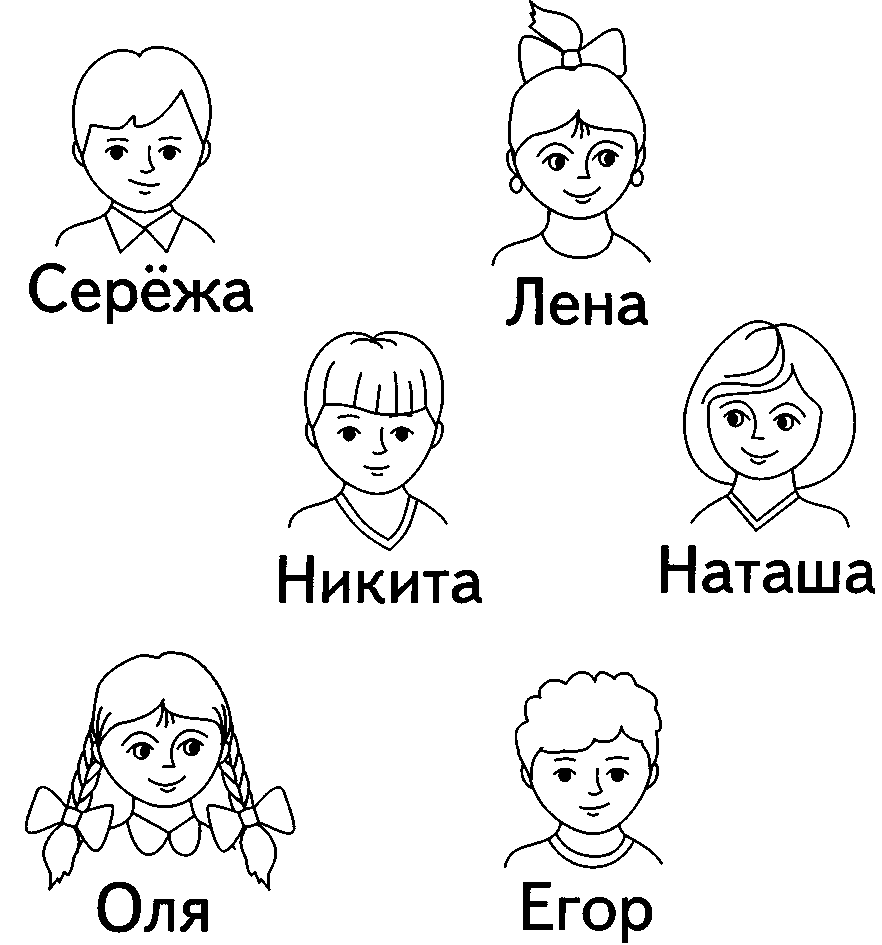 Серёжа
Лена
Никита
Наташа
Оля
Егор